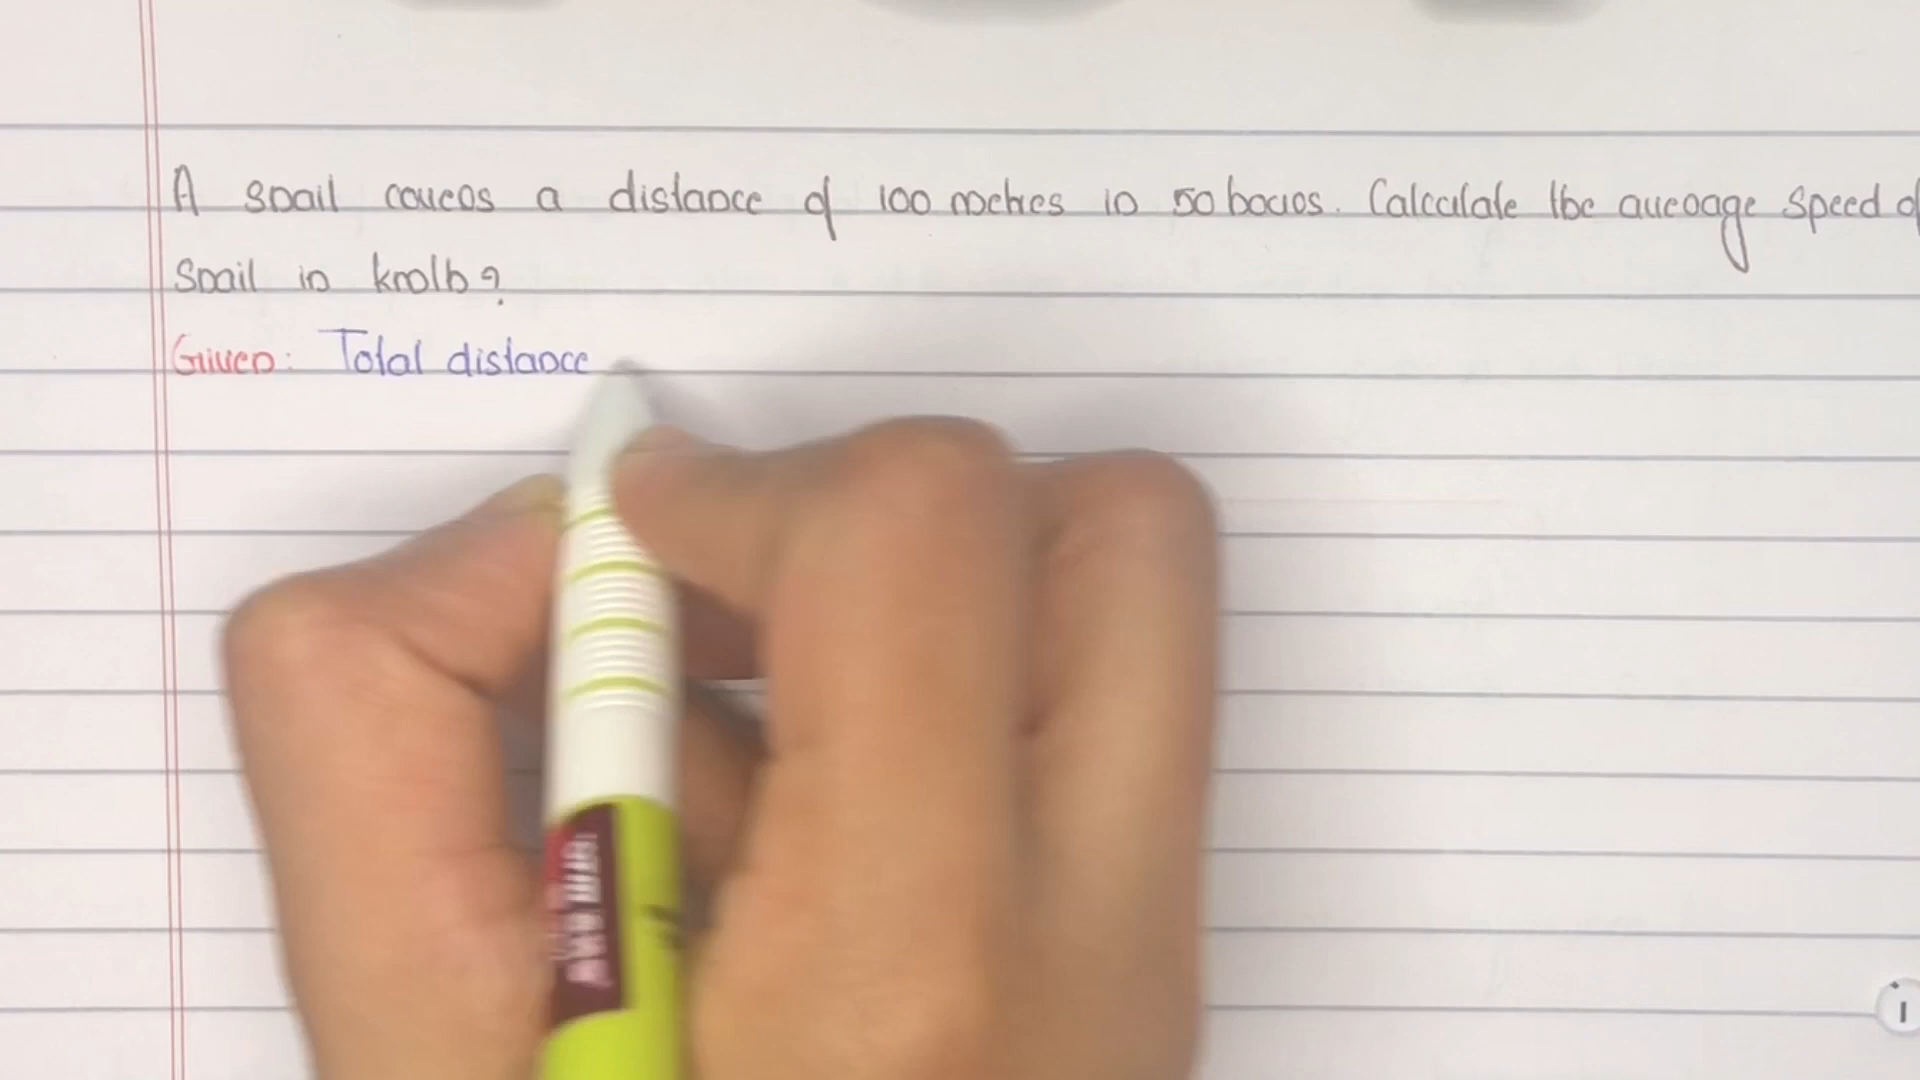 A snail covers a distance of 100 metres in 50 hours. Calculate the average speed of
snail in km/h?
Given: Total distance
1